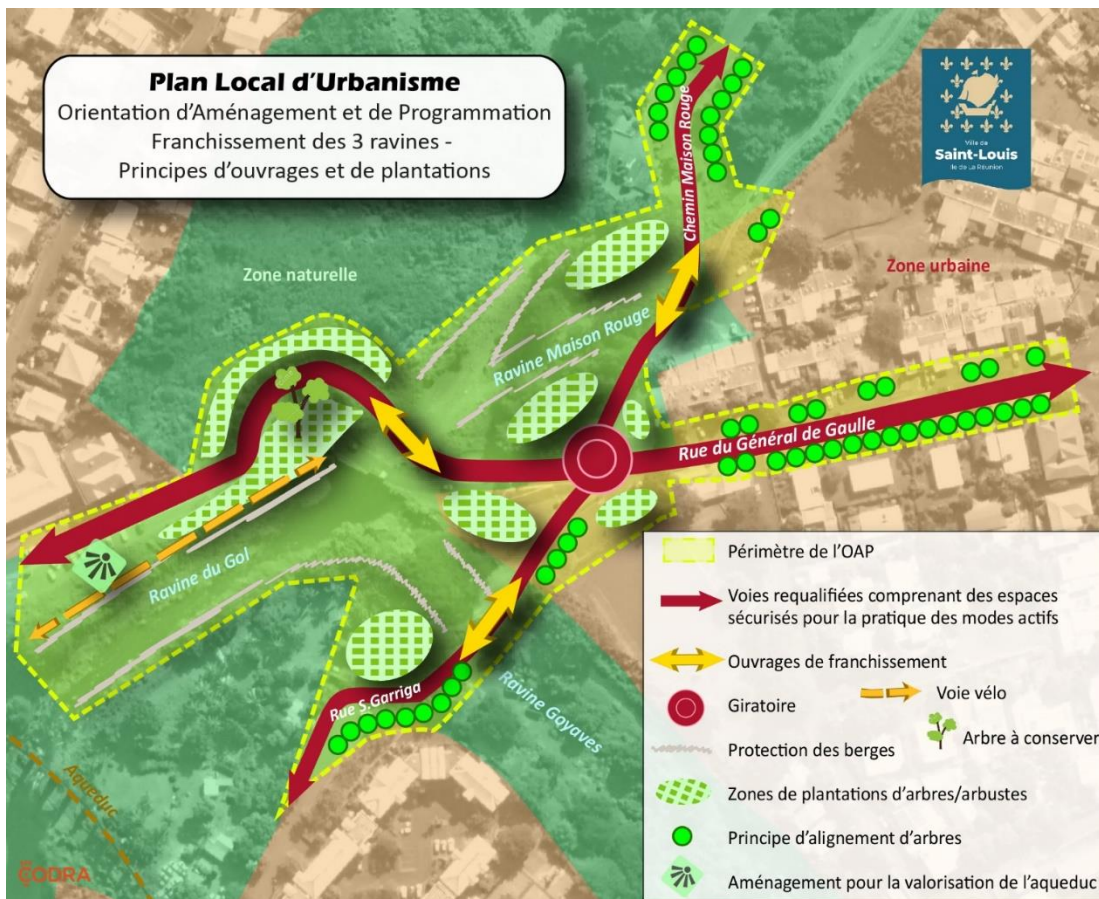 Plan Local d'Urbanisme
Orientation d'Aménagement et de Programmation
Franchissement des 3 ravines -
Principes d'ouvrages et de plantations
Ville de
Saint-Louis
Ile de La Réunion
Chemin Maison Rouge
Zone naturelle
Zone urbaine
Ravine Maison Rouge
Rue du Général de Gaulle
Ravine du Gol
Rue S.Garriga
Ravine Goyaves
Aqueduc
CODRA
Périmètre de l'OAP
Voies requalifiées comprenant des espaces
sécurisés pour la pratique des modes actifs
Ouvrages de franchissement
Giratoire
Voie vélo
Arbre à conserver
Protection des berges
Zones de plantations d'arbres/arbustes
Principe d'alignement d'arbres
Aménagement pour la valorisation de l'aqueduc